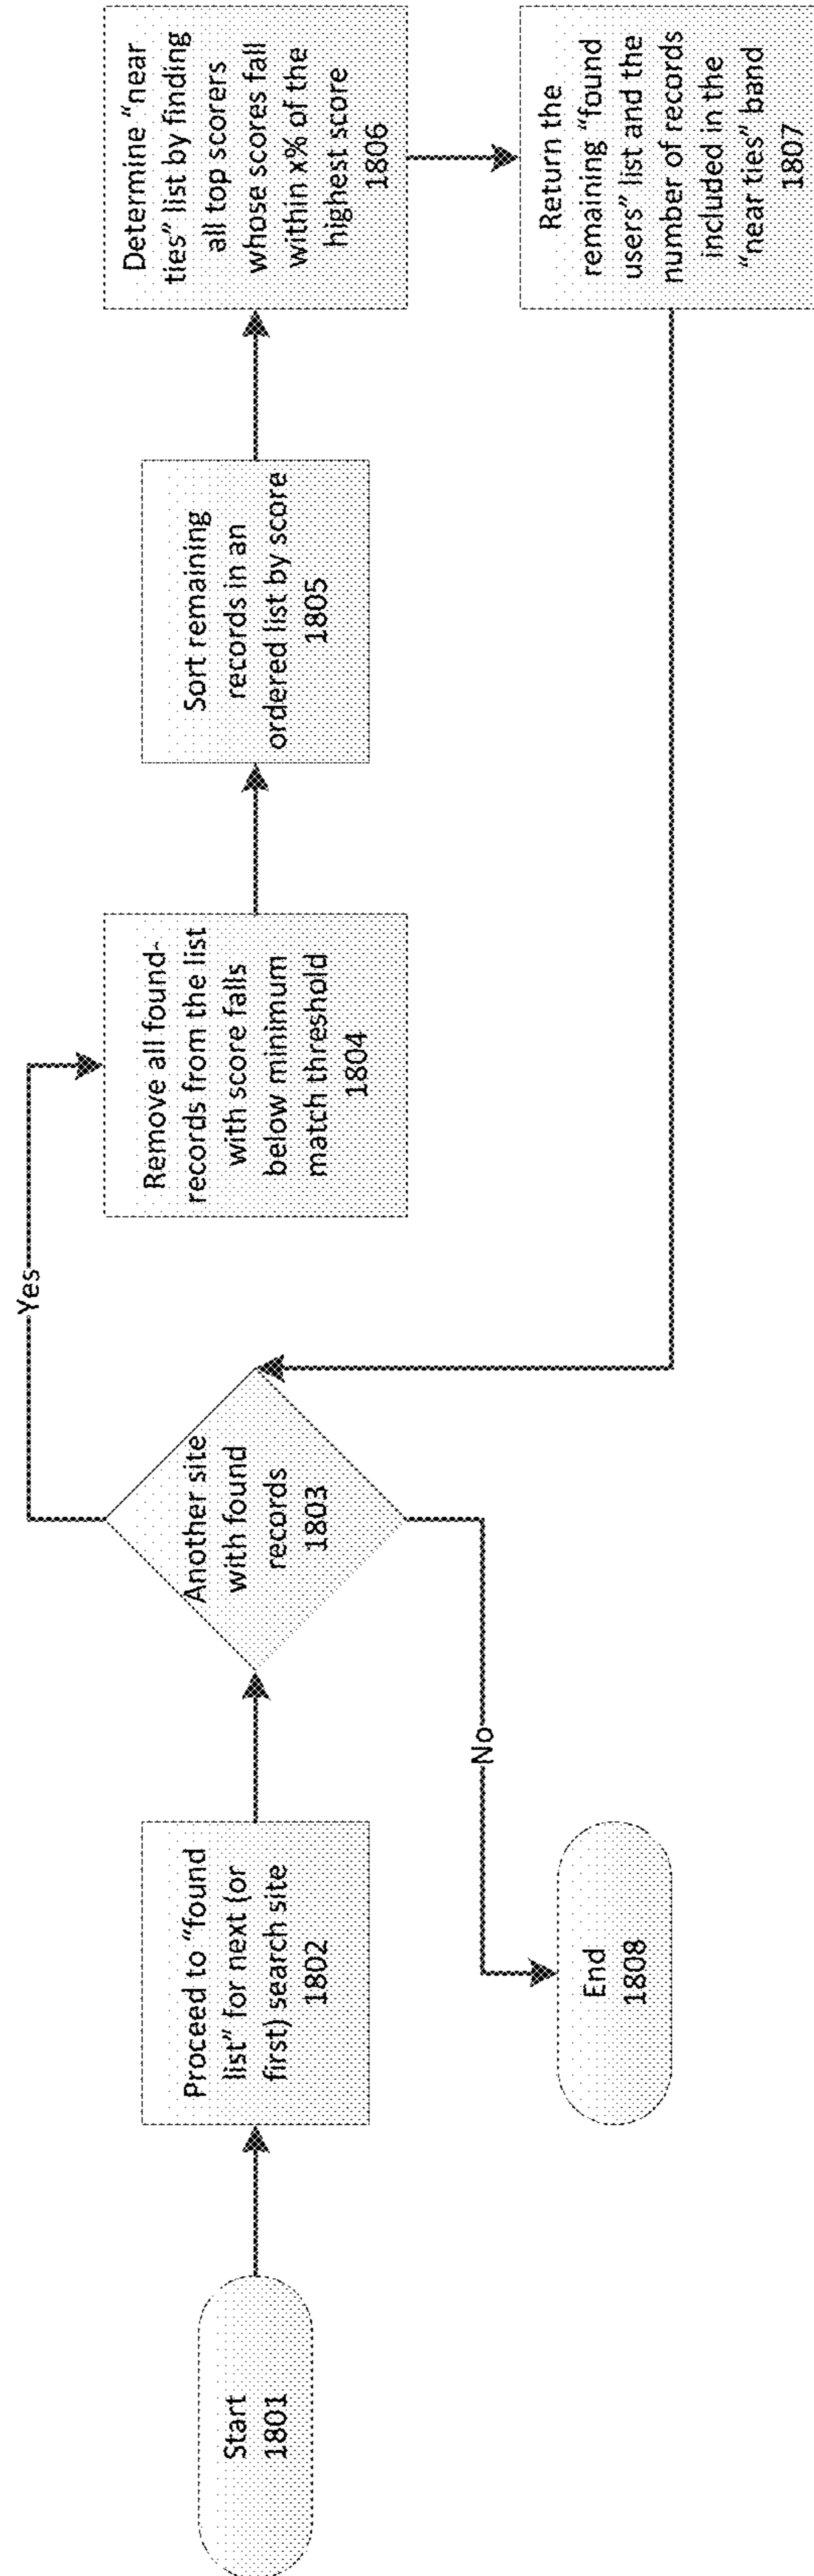 Start
1801
Proceed to “found
list” for next (or
first) search site
1802
Another site
with found
records
1803
Yes
No
End
1808
Remove all found-
records from the list
with score falls
below minimum
match threshold
1804
Sort remaining
records in an
ordered list by score
1805
Determine “near
ties” list by finding
all top scorers
whose scores fall
within x% of the
highest score
1806
Return the
remaining “found
users” list and the
number of records
included in the
“near ties” band
1807